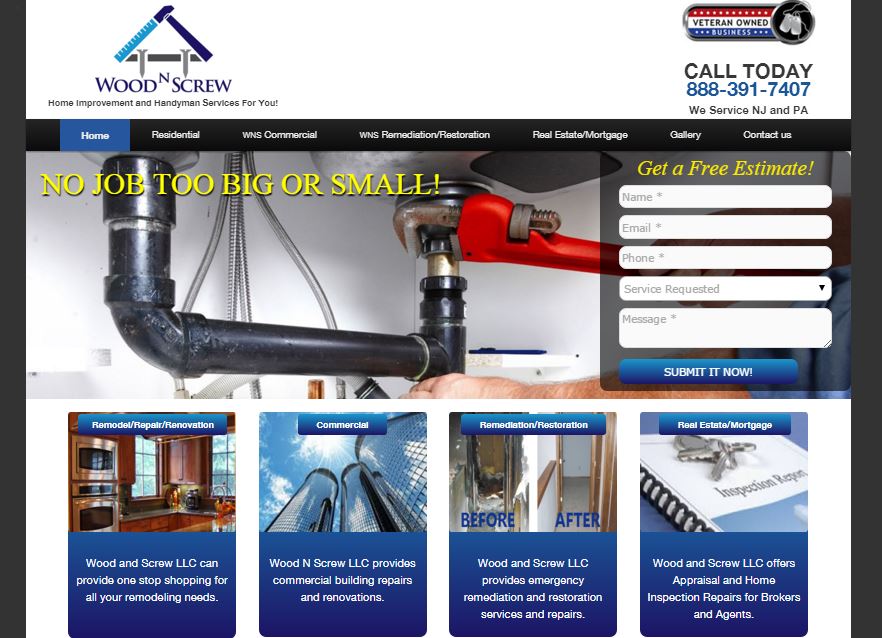 WOOD N SCREW
Home Improvement and Handyman Services For You!
VETERAN OWNED
BUSINESS
CALL TODAY
888-391-7407
We Service NJ and PA
Home
Residential
WNS Commercial
WNS Remediation/Restoration
Real Estate/Mortgage
Gallery
Contact us
NO JOB TOO BIG OR SMALL!
Get a Free Estimate!
Name *
Email *
Phone *
Service Requested
Message *
SUBMIT IT NOW!
Remodel/Repair/Renovation
Wood and Screw LLC can
provide one stop shopping for
all your remodeling needs.
Commercial
Wood N Screw LLC provides
commercial building repairs
and renovations.
Remediation/Restoration
BEFORE AFTER
Wood and Screw LLC
provides emergency
remediation and restoration
services and repairs.
Real Estate/Mortgage
Inspection Report
Wood and Screw LLC offers
Appraisal and Home
Inspection Repairs for Brokers
and Agents.